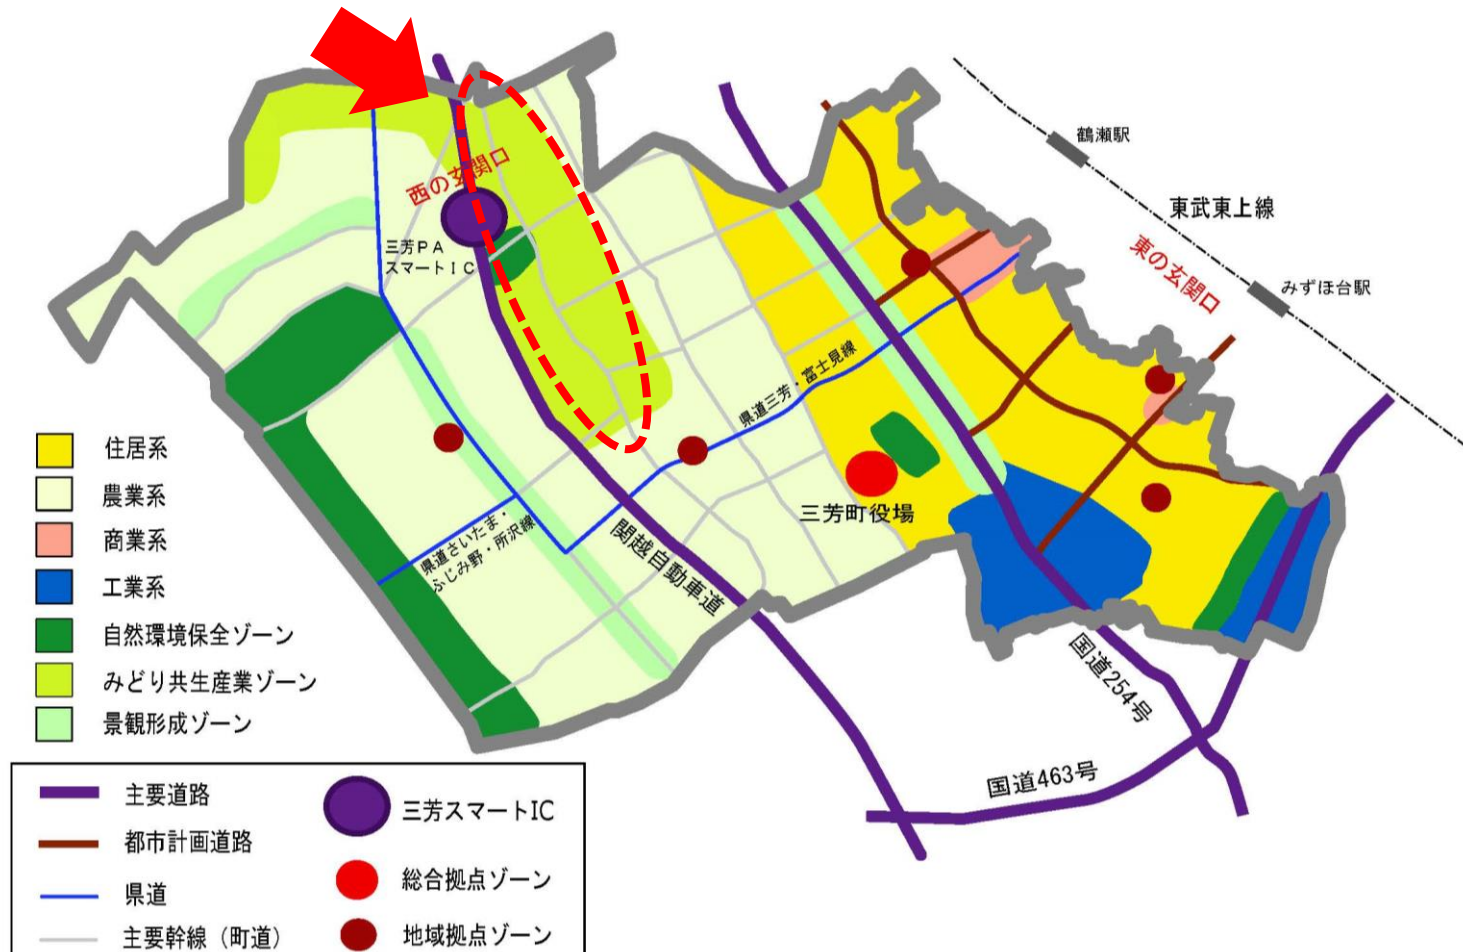 鶴瀬駅
東武東上線
西の玄関口
東の玄関口
三芳PA
スマートIC
みずほ台駅
県道三芳・富士見線
住居系
農業系
商業系
工業系
自然環境保全ゾーン
みどり共生産業ゾーン
景観形成ゾーン
三芳町役場
県道さいたま・
ふじみ野・所沢線
関越自動車道
国道254号
国道463号
主要道路
都市計画道路
県道
主要幹線（町道）
三芳スマートIC
総合拠点ゾーン
地域拠点ゾーン